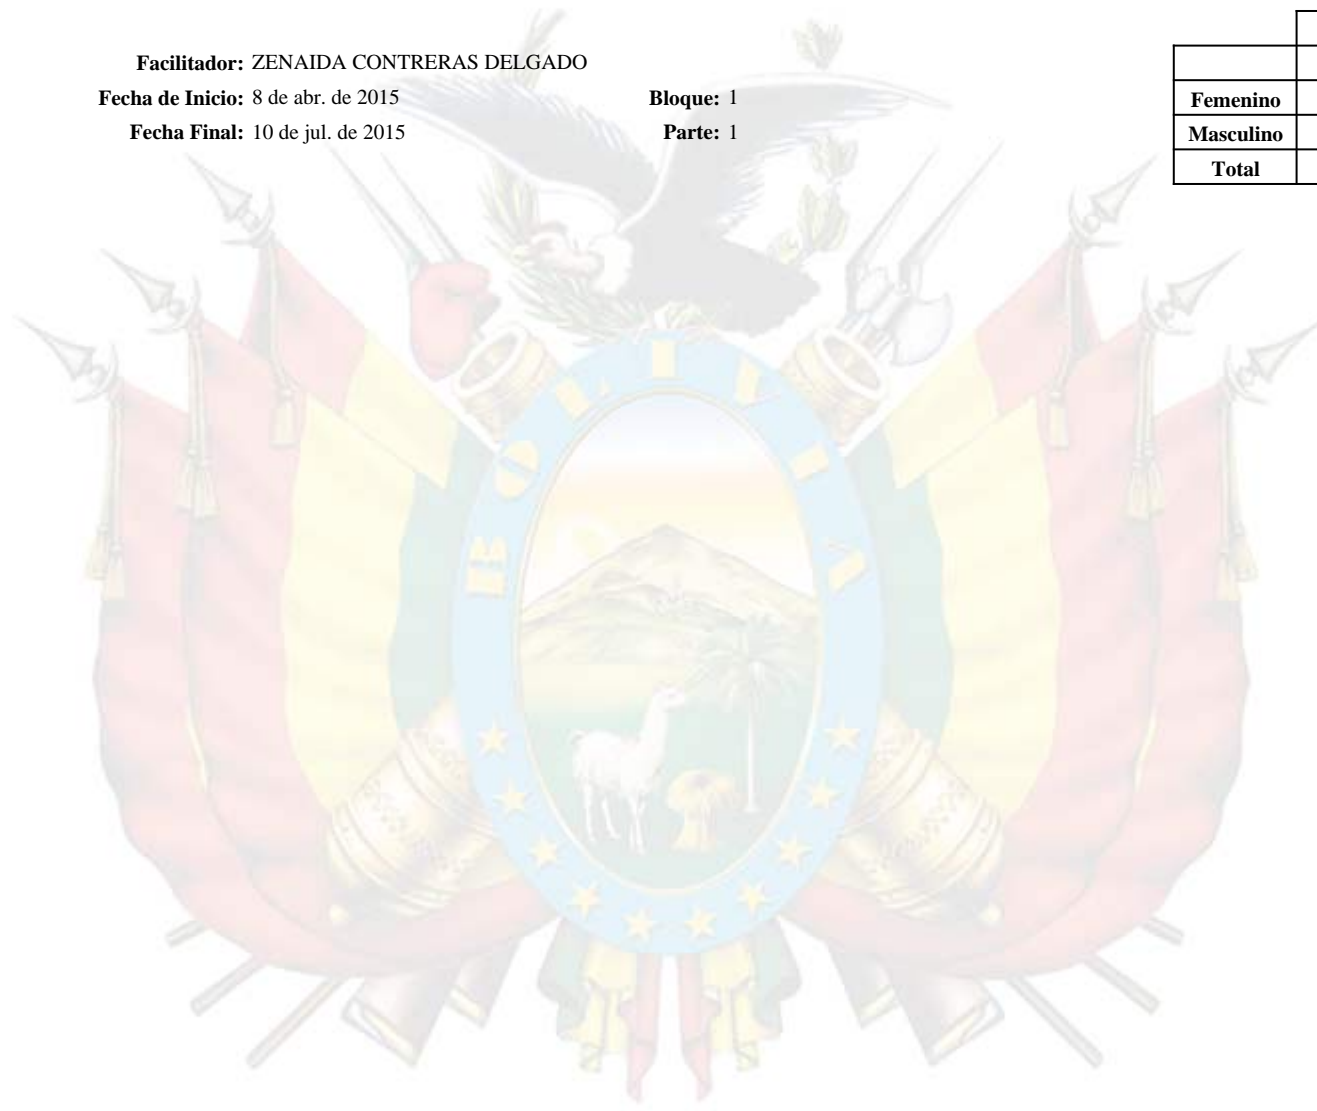 Facilitador: ZENAIDA CONTRERAS DELGADO
Fecha de Inicio: 8 de abr. de 2015 Bloque: 1
Fecha Final: 10 de jul. de 2015 Parte: 1
Femenino
Masculino
Total
BOLIVIA